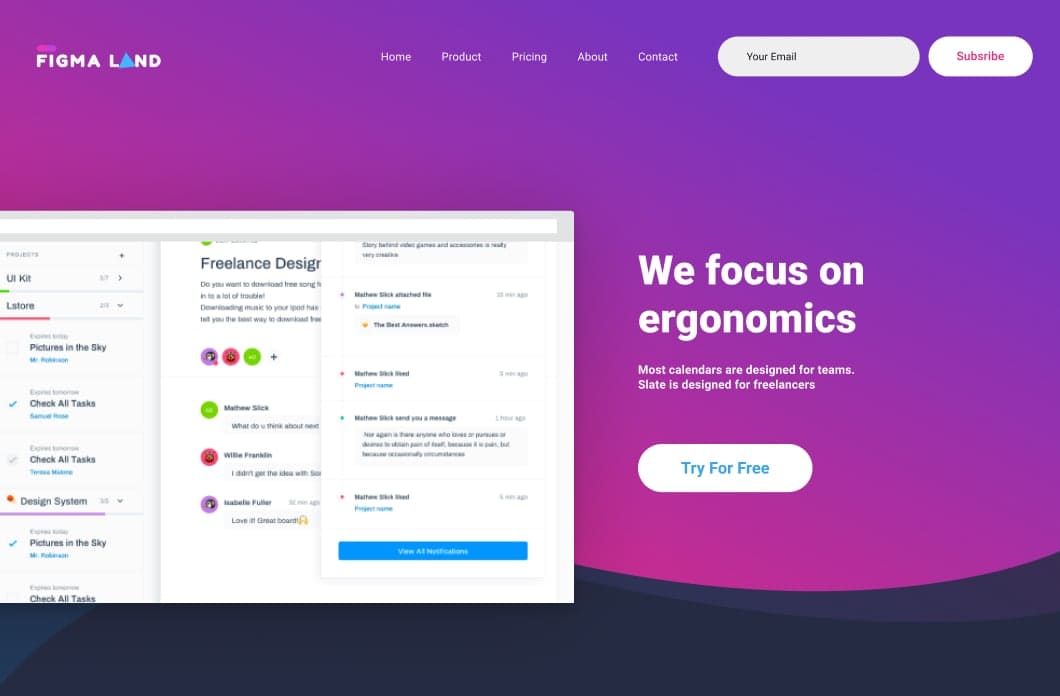 FIGMA LAND
Home
Product
Pricing
About
Contact
Your Email
Subsribe
PROJECTS
+
UI Kit
5/7
Lstore
2/3
Expires today
Pictures in the Sky
Mr. Robinson
Expires tomorrow
Check All Tasks
Samuel Rose
Expires tomorrow
Check All Tasks
Teresa Malone
Design System
3/5
Expires today
Pictures in the Sky
Mr. Robinson
Expires tomorrow
Check All Tasks
Freelance Design
Do you want to download free song f
in to a lot of trouble!
Downloading music to your Ipod has
tell you the best way to download free
+
Mathew Slick
What do u think about next
Willie Franklin
I didn't get the idea with Son
Isabelle Fuller
32 min ago
Love it! Great board!🙌
Story behind video games and accessories is really
very creative
Mathew Slick attached file
15 min ago
to Project name
The Best Answers.sketch
Mathew Slick liked
5 min ago
Project name
Mathew Slick send you a message
1 hour ago
Nor again is there anyone who loves or pursues or
desires to obtain pain of itself, because it is pain, but
because occasionally circumstances
Mathew Slick liked
5 min ago
Project name
View All Notifications
We focus on
ergonomics
Most calendars are designed for teams.
Slate is designed for freelancers
Try For Free